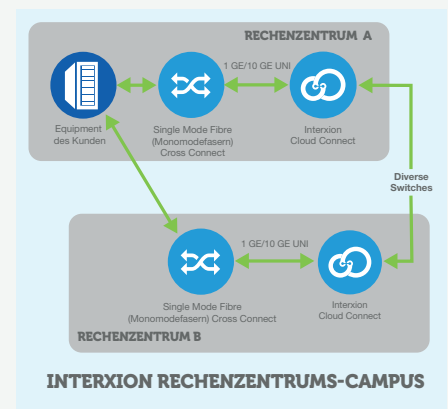 RECHENZENTRUM A
1 GE/10 GE UNI
Equipment
des Kunden
Single Mode Fibre
(Monomodefasern)
Cross Connect
Interxion
Cloud Connect
Diverse
Switches
1 GE/10 GE UNI
Single Mode Fibre
(Monomodefasern) Cross Connect
Interxion
Cloud Connect
RECHENZENTRUM B
INTERXION RECHENZENTRUMS-CAMPUS